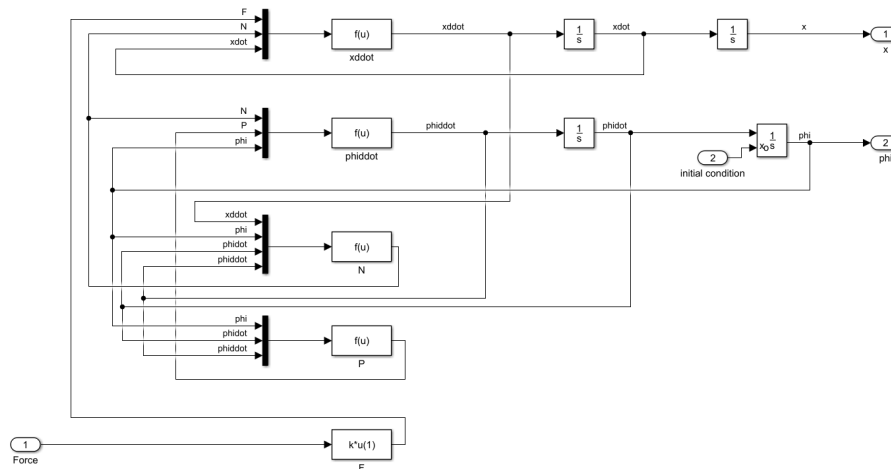 F
N
xdot
f(u)
xddot
xddot
1
s
xdot
1
s
x
1
x
N
P
phi
f(u)
phiddot
phiddot
1
s
phidot
2
initial condition
xo
1
s
phi
2
phi
xddot
phi
phidot
phiddot
f(u)
N
phi
phidot
phiddot
f(u)
P
1
Force
k*u(1)
F